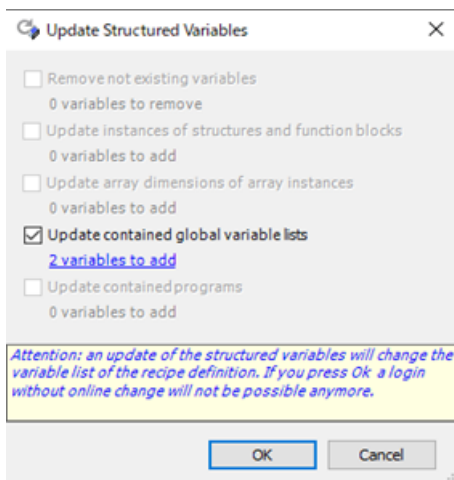 Update Structured Variables
Remove not existing variables
0 variables to remove
Update instances of structures and function blocks
0 variables to add
Update array dimensions of array instances
0 variables to add
Update contained global variable lists
2 variables to add
Update contained programs
0 variables to add
Attention: an update of the structured variables will change the
variable list of the recipe definition. If you press Ok a login
without online change will not be possible anymore.
OK
Cancel